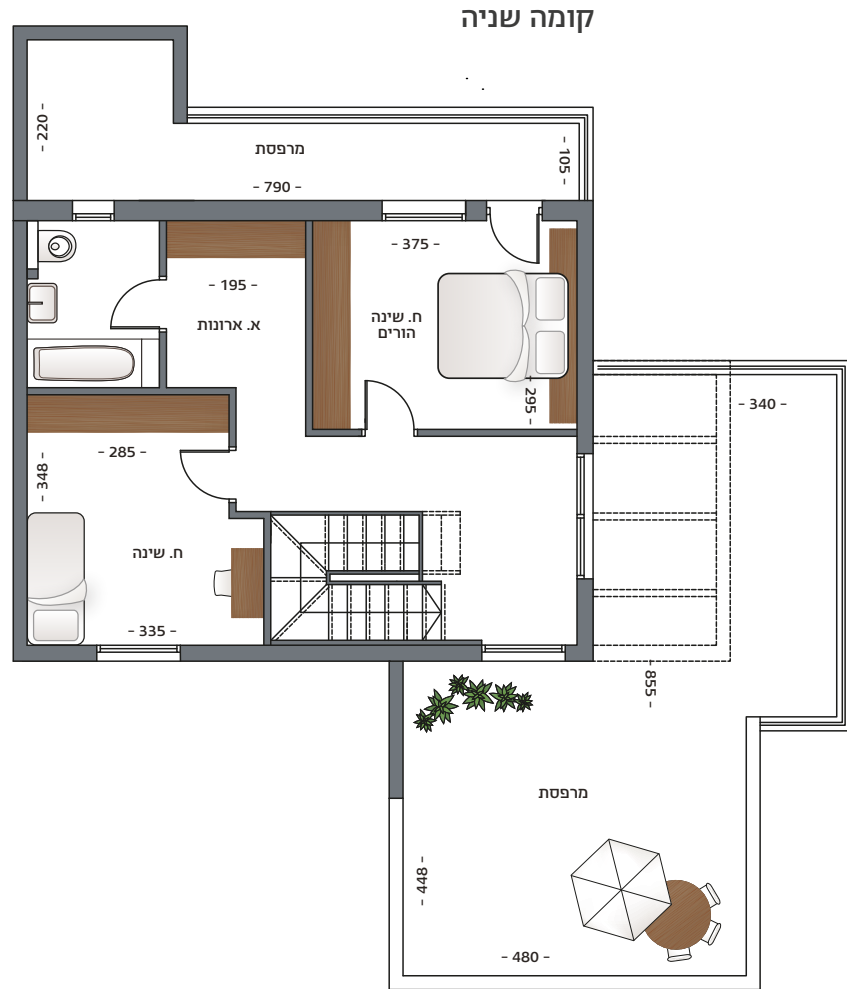 קומה שניה
- 220 -
מרפסת
- 105 -
- 790 -
- 375 -
- 195 -
ח. שינה
הורים
א. ארונות
- 295 -
- 340 -
- 285 -
- 348 -
ח. שינה
- 335 -
- 855 -
מרפסת
- 448 -
- 480 -